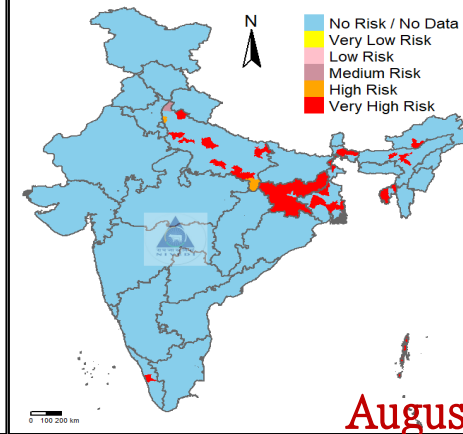 N
No Risk / No Data
Very Low Risk
Low Risk
Medium Risk
High Risk
Very High Risk
0 100 200 km
Augus